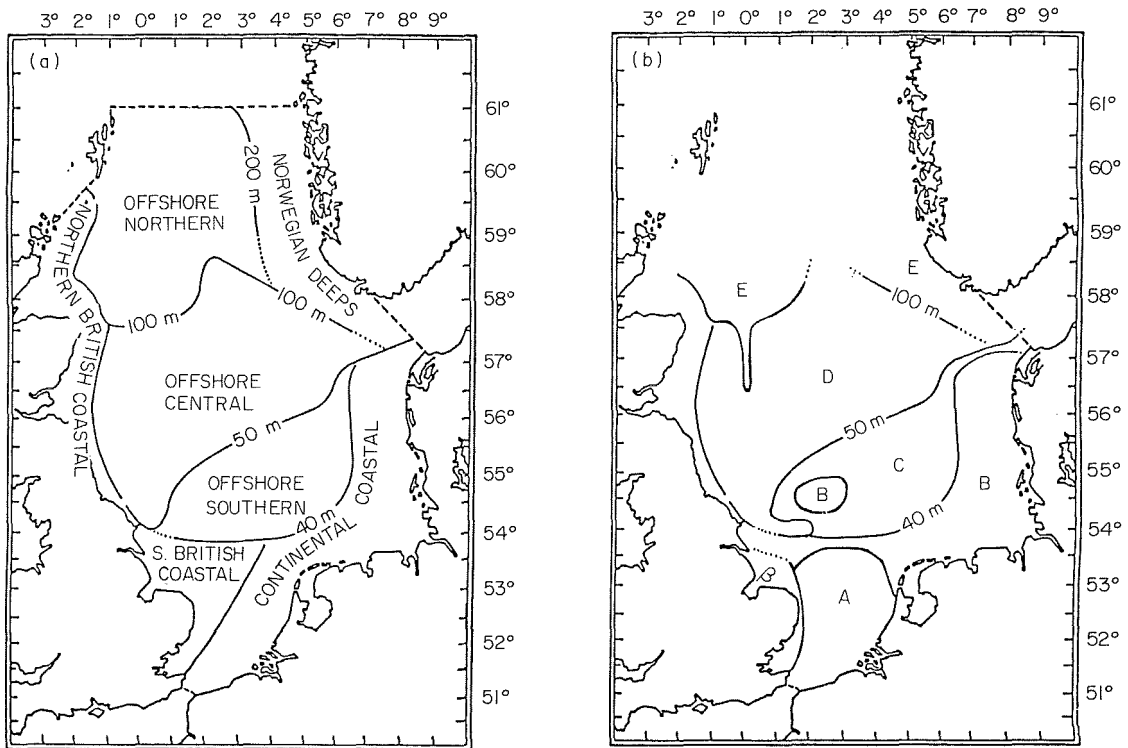 3° 2° 1° 0° 1° 2° 3° 4° 5° 6° 7° 8° 9°
(a)
61°
60°
59°
58°
57°
56°
55°
54°
53°
52°
51°
200 m
NORWEGIAN DEEPS
OFFSHORE
NORTHERN
NORTHERN BRITISH COASTAL
100 m
100 m
OFFSHORE
CENTRAL
50 m
OFFSHORE
SOUTHERN
40 m
CONTINENTAL COASTAL
S. BRITISH
COASTAL
3° 2° 1° 0° 1° 2° 3° 4° 5° 6° 7° 8° 9°
(b)
61°
60°
59°
58°
57°
56°
55°
54°
53°
52°
51°
E
E
100 m
D
50 m
C
B
B
40 m
B
A